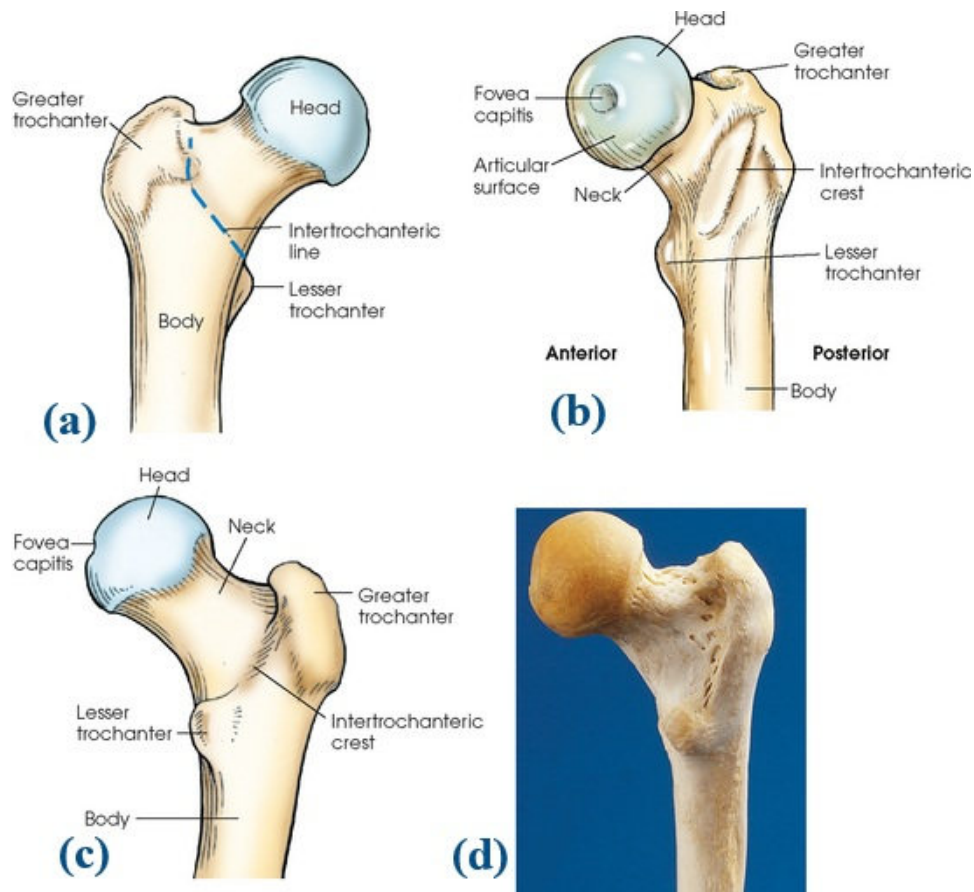 Greater
trochanter
Head
Intertrochanteric
line
Lesser
trochanter
Body
(a)
Head
Greater
trochanter
Fovea
capitis
Articular
surface
Neck
Intertrochanteric
crest
Lesser
trochanter
Anterior
Posterior
Body
(b)
Head
Neck
Fovea
capitis
Greater
trochanter
Lesser
trochanter
Intertrochanteric
crest
Body
(c)
(d)